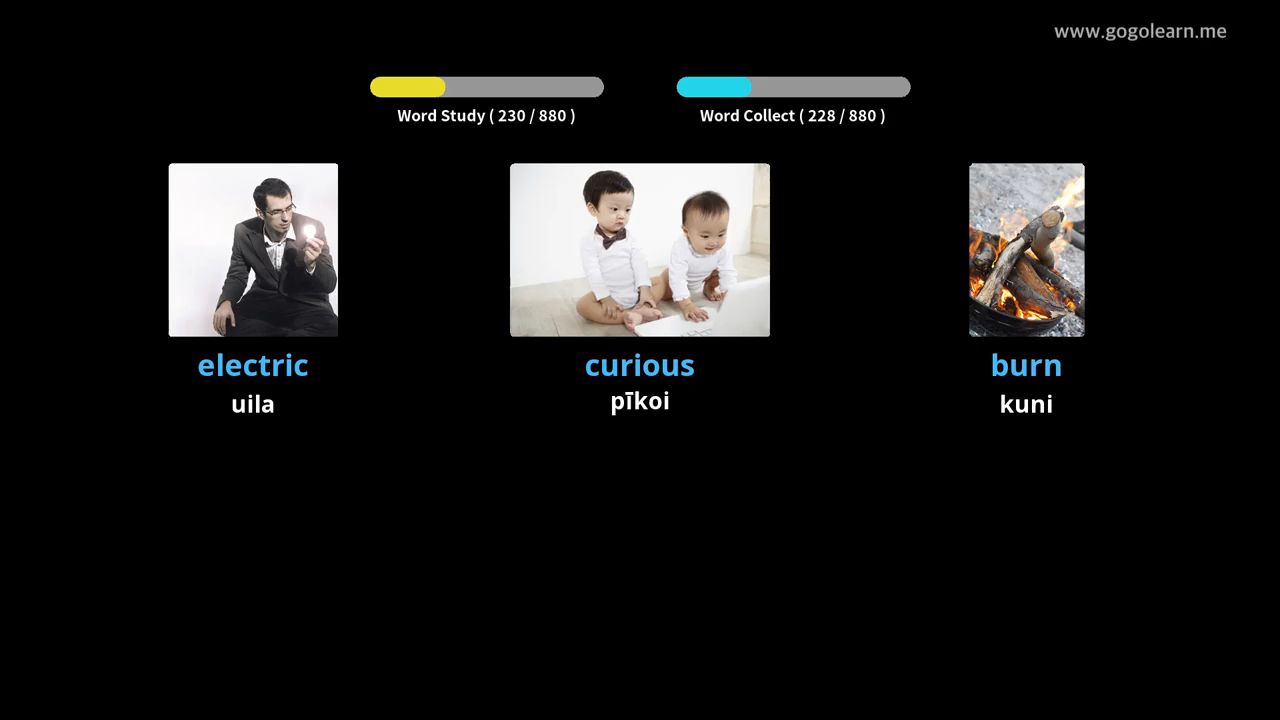 www.gogolearn.me
Word Study ( 230 / 880 )
Word Collect ( 228 / 880 )
electric
uila
curious
pīkoi
burn
kuni